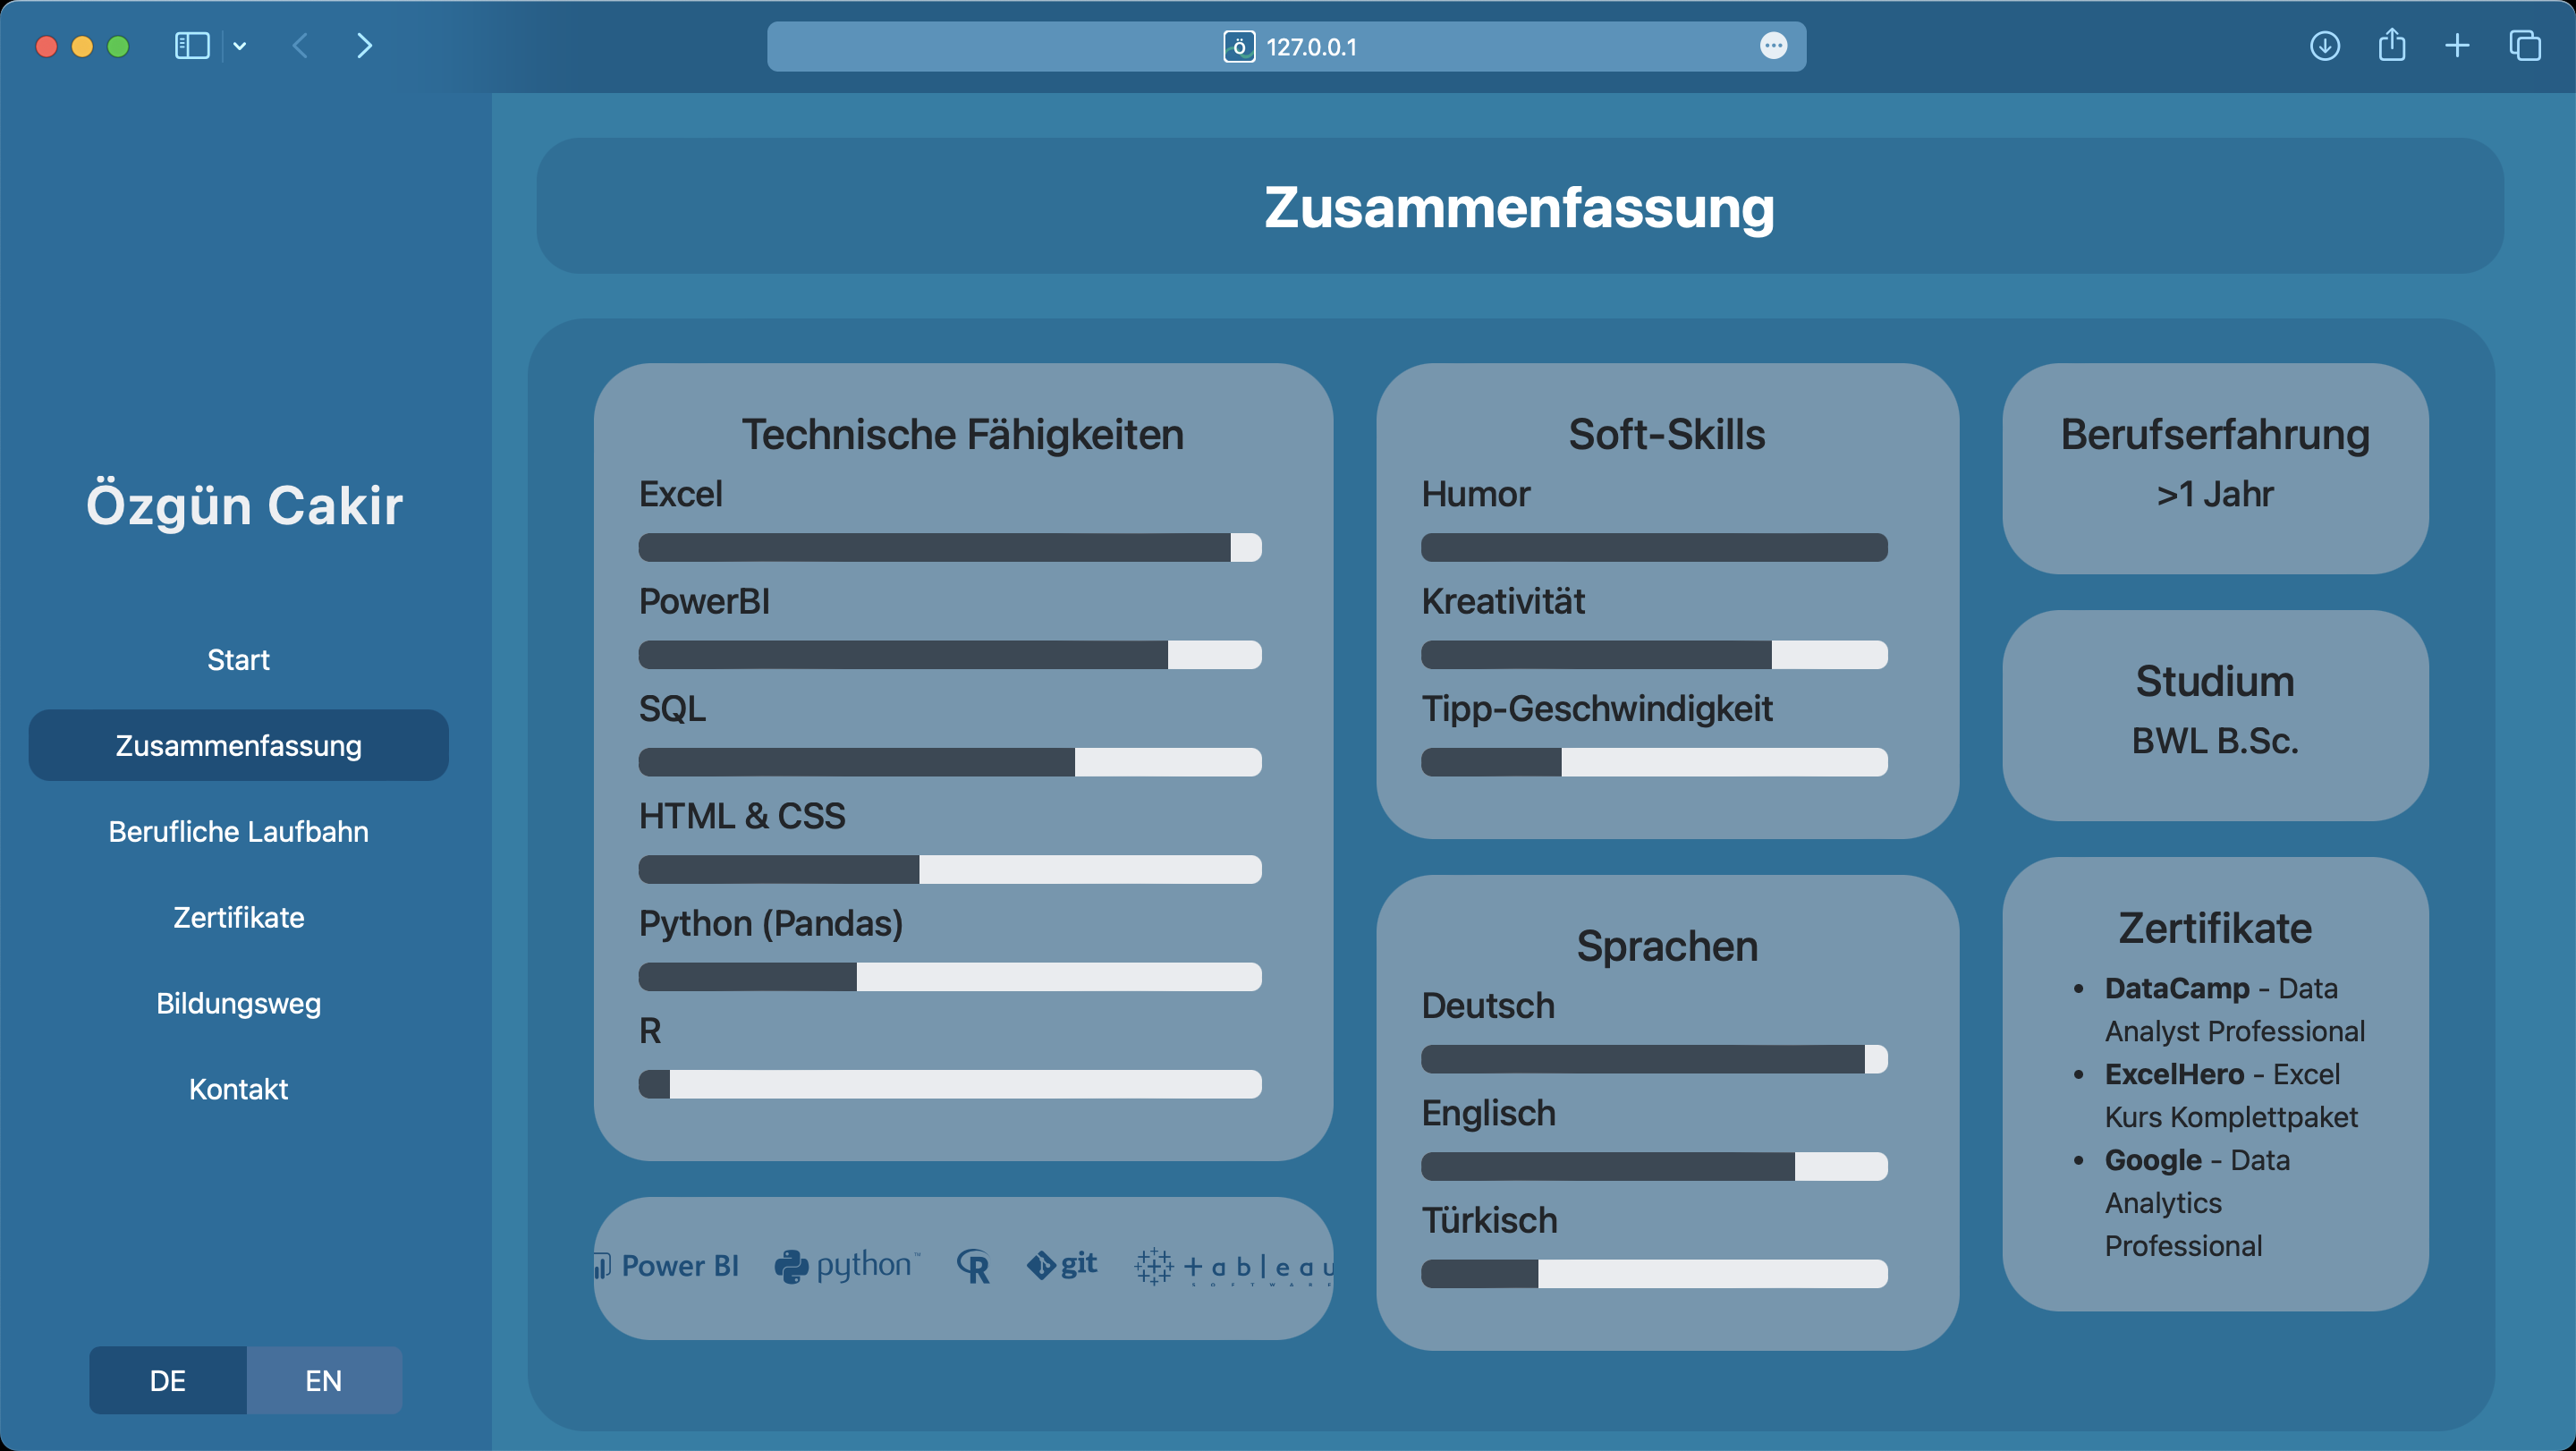 ö 127.0.0.1
Özgün Cakir
Start
Zusammenfassung
Berufliche Laufbahn
Zertifikate
Bildungsweg
Kontakt
DE EN
Zusammenfassung
Technische Fähigkeiten
Excel
PowerBI
SQL
HTML & CSS
Python (Pandas)
R
Power BI python™ R git +ableau
SOFTWARE
Soft-Skills
Humor
Kreativität
Tipp-Geschwindigkeit
Sprachen
Deutsch
Englisch
Türkisch
Berufserfahrung
>1 Jahr
Studium
BWL B.Sc.
Zertifikate
• DataCamp - Data
Analyst Professional
• ExcelHero - Excel
Kurs Komplettpaket
• Google - Data
Analytics
Professional